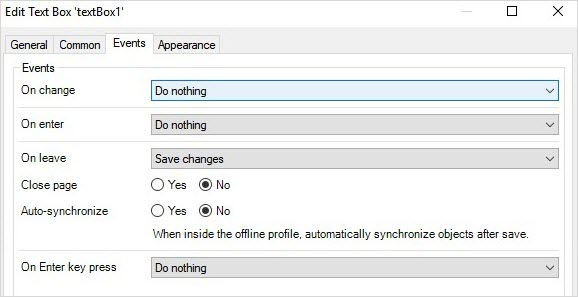 Edit Text Box 'textBox1'
General Common Events Appearance
Events
On change Do nothing
On enter Do nothing
On leave Save changes
Close page Yes No
Auto-synchronize Yes No
When inside the offline profile, automatically synchronize objects after save.
On Enter key press Do nothing